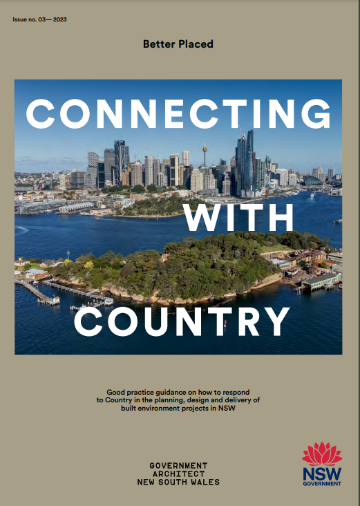 Issue no. 03— 2023
Better Placed
CONNECTING
WITH
COUNTRY
Good practice guidance on how to respond
to Country in the planning, design and delivery of
built environment projects in NSW
GOVERNMENT
ARCHITECT
NEW SOUTH WALES
NSW
GOVERNMENT